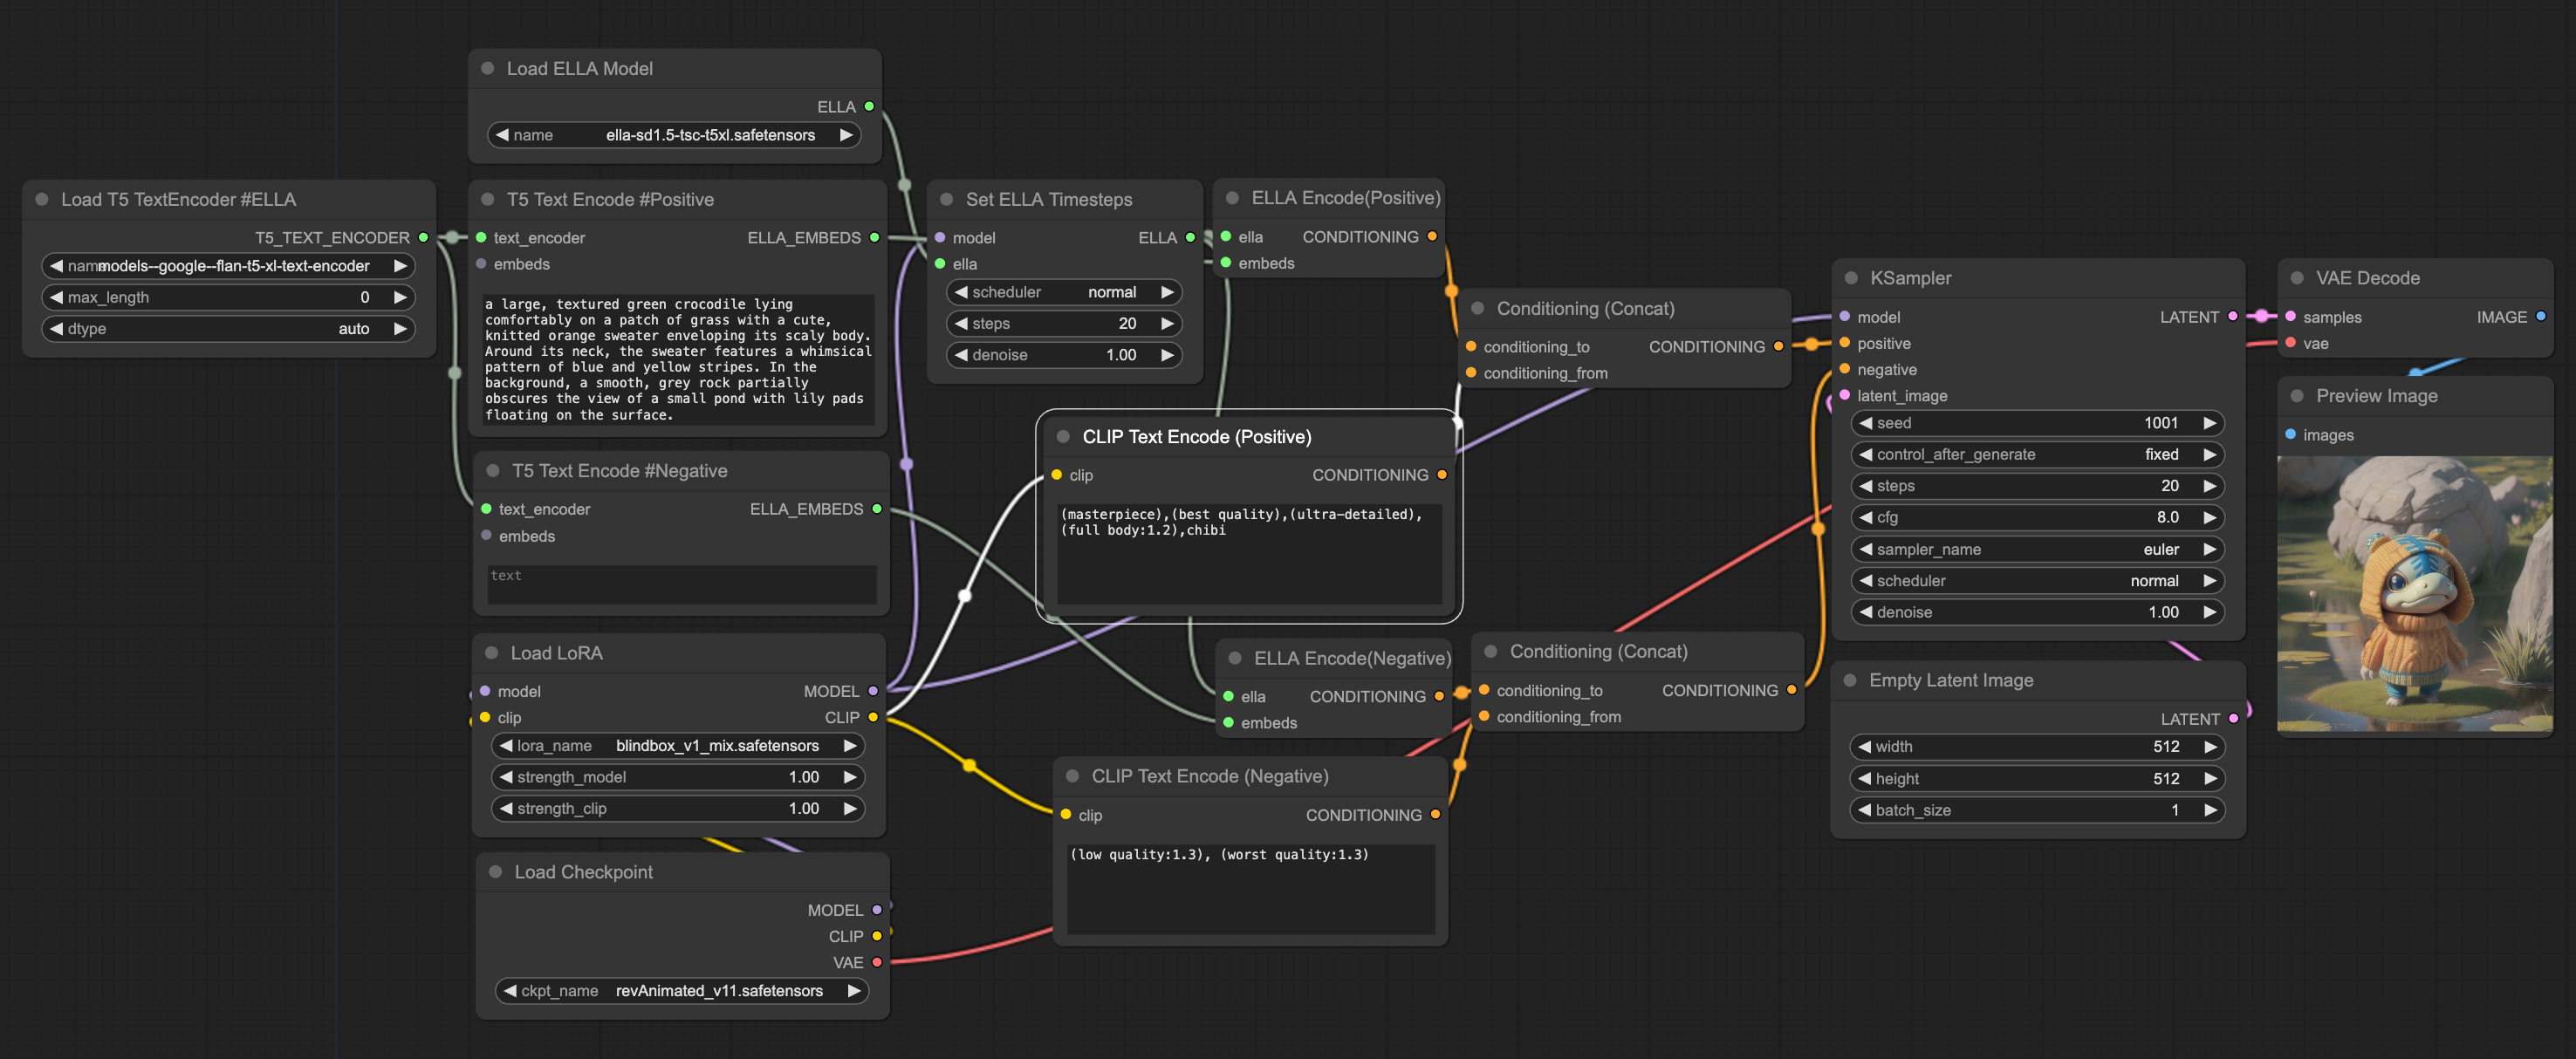 Load ELLA Model
ELLA
name ella-sd1.5-tsc-t5xl.safetensors
Load T5 TextEncoder #ELLA
T5_TEXT_ENCODER
models--google--flan-t5-xl-text-encoder
max_length 0
dtype auto
T5 Text Encode #Positive
text_encoder ELLA_EMBEDS
embeds
a large, textured green crocodile lying
comfortably on a patch of grass with a cute,
knitted orange sweater enveloping its scaly body.
Around its neck, the sweater features a whimsical
pattern of blue and yellow stripes. In the
background, a smooth, grey rock partially
obscures the view of a small pond with lily pads
floating on the surface.
T5 Text Encode #Negative
text_encoder ELLA_EMBEDS
embeds
text
Load LoRA
model MODEL
clip CLIP
lora_name blindbox_v1_mix.safetensors
strength_model 1.00
strength_clip 1.00
Load Checkpoint
MODEL
CLIP
VAE
ckpt_name revAnimated_v11.safetensors
Set ELLA Timesteps
model ELLA
ella
scheduler normal
steps 20
denoise 1.00
ELLA Encode(Positive)
ella CONDITIONING
embeds
CLIP Text Encode (Positive)
clip CONDITIONING
(masterpiece),(best quality),(ultra-detailed),
(full body:1.2),chibi
ELLA Encode(Negative)
ella CONDITIONING
embeds
CLIP Text Encode (Negative)
clip CONDITIONING
(low quality:1.3), (worst quality:1.3)
Conditioning (Concat)
conditioning_to CONDITIONING
conditioning_from
Conditioning (Concat)
conditioning_to CONDITIONING
conditioning_from
KSampler
model LATENT
positive
negative
latent_image
seed 1001
control_after_generate fixed
steps 20
cfg 8.0
sampler_name euler
scheduler normal
denoise 1.00
Empty Latent Image
LATENT
width 512
height 512
batch_size 1
VAE Decode
samples IMAGE
vae
Preview Image
images